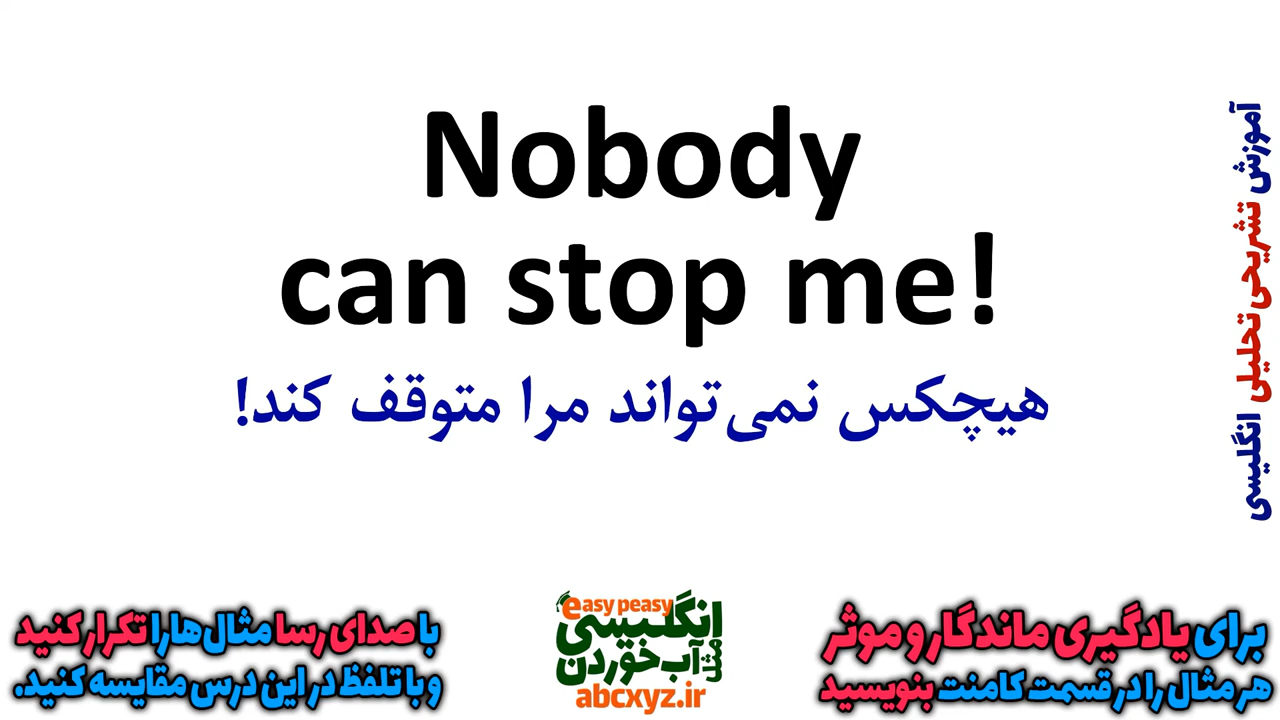 Nobody
can stop me!
هیچکس نمی‌تواند مرا متوقف کند!
آموزش تشریحی تحلیلی انگلیسی
برای یادگیری ماندگار و موثر
هر مثال را در قسمت کامنت بنویسید
easy peasy
انگلیسی
مثل
آب خوردن
abcxyz.ir
با صدای رسا مثال‌ها را تکرار کنید
و با تلفظ در این درس مقایسه کنید.